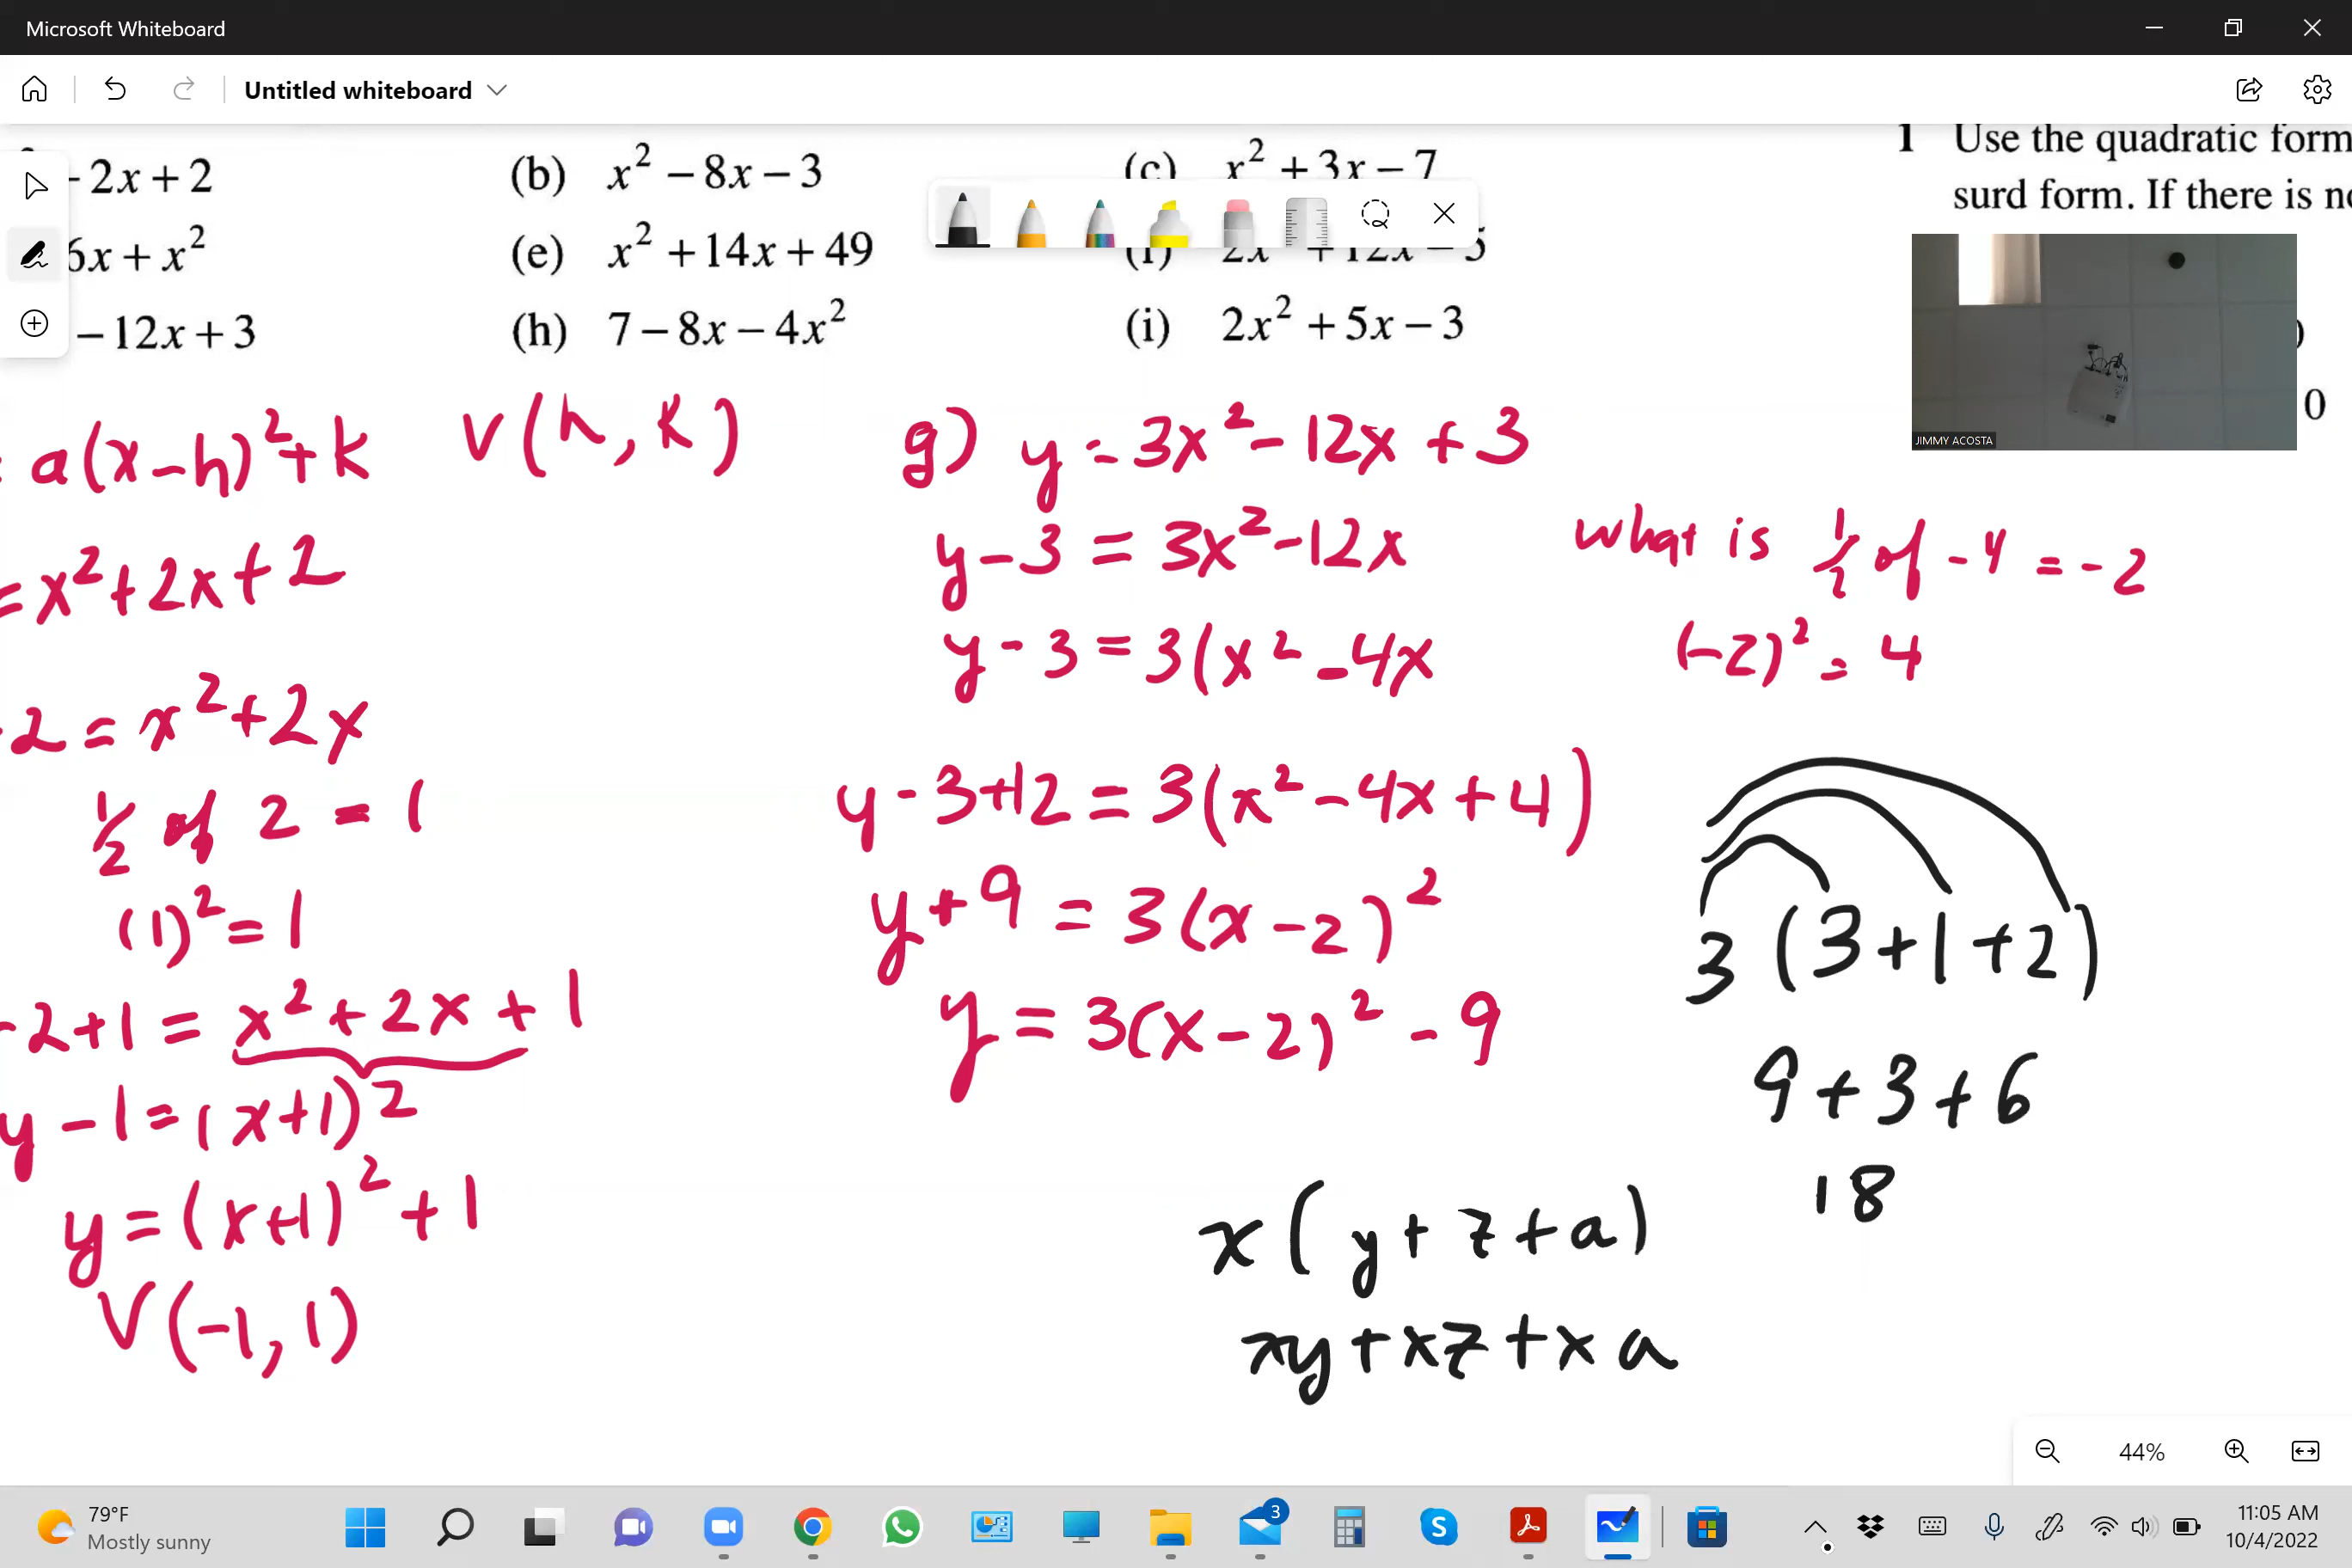 Microsoft Whiteboard
Untitled whiteboard
- 2x + 2
(b) x² − 8x − 3
(c) x² + 3x − 7
1 Use the quadratic form
surd form. If there is no
6x + x²
(e) x² + 14x + 49
− 12x + 3
(h) 7 − 8x − 4x²
(i) 2x² + 5x − 3
0
JIMMY ACOSTA
= a(x-h)²+k V(h, k)
= x²+2x+2
-2 = x²+2x
1/2 of 2 = 1
(1)² = 1
-2+1 = x²+2x+1
y-1=(x+1)²
y=(x+1)²+1
V(-1,1)
g) y = 3x²-12x+3
y-3 = 3x²-12x
y-3=3(x²-4x
y-3+12=3(x²-4x+4)
y+9 = 3(x-2)²
y = 3(x-2)²-9
what is 1/2 of -4 = -2
(-2)² = 4
3(3+1+2)
9+3+6
18
x(y+z+a)
xy+xz+xa
44%
79°F
Mostly sunny
3
11:05 AM
10/4/2022